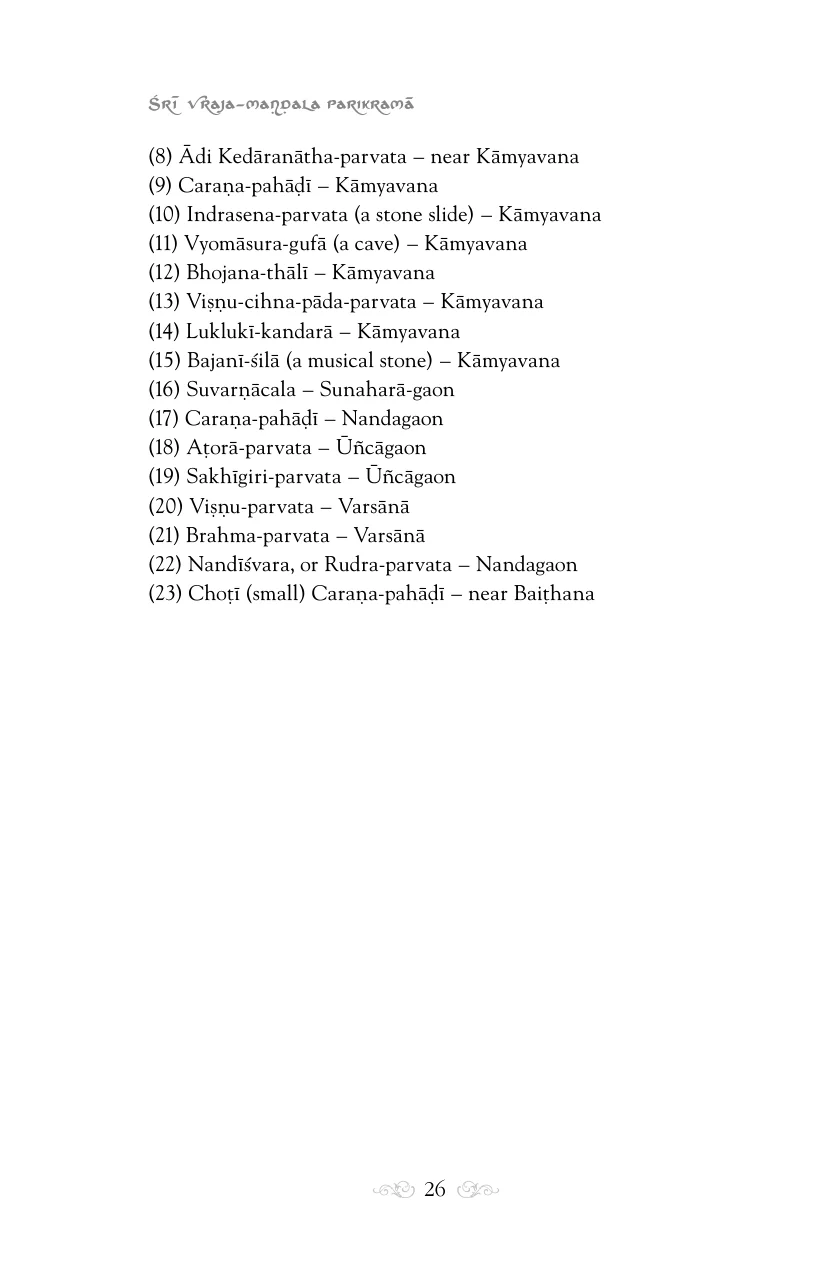 Śrī Vraja-maṇḍala Parikramā
(8) Ādi Kedāranātha-parvata – near Kāmyavana
(9) Caraṇa-pahāḍī – Kāmyavana
(10) Indrasena-parvata (a stone slide) – Kāmyavana
(11) Vyomāsura-gufā (a cave) – Kāmyavana
(12) Bhojana-thālī – Kāmyavana
(13) Viṣṇu-cihna-pāda-parvata – Kāmyavana
(14) Luklukī-kandarā – Kāmyavana
(15) Bajanī-śilā (a musical stone) – Kāmyavana
(16) Suvarṇācala – Sunaharā-gaon
(17) Caraṇa-pahāḍī – Nandagaon
(18) Aṭorā-parvata – Ūñcāgaon
(19) Sakhīgiri-parvata – Ūñcāgaon
(20) Viṣṇu-parvata – Varsānā
(21) Brahma-parvata – Varsānā
(22) Nandīśvara, or Rudra-parvata – Nandagaon
(23) Choṭī (small) Caraṇa-pahāḍī – near Baiṭhana
26